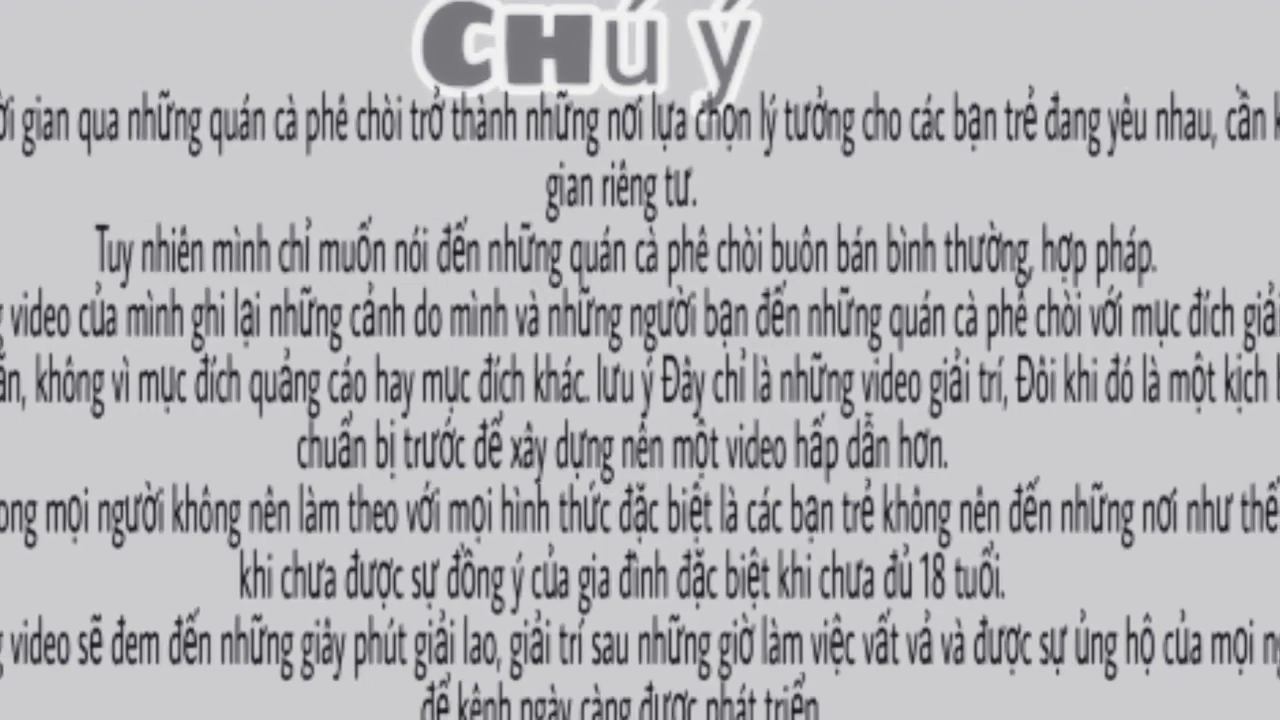 CHú ý
gian qua những quán cà phê chòi trở thành những nơi lựa chọn lý tưởng cho các bạn trẻ đang yêu nhau, cần
gian riêng tư.
Tuy nhiên mình chỉ muốn nói đến những quán cà phê chòi buôn bán bình thường, hợp pháp.
video của mình ghi lại những cảnh do mình và những người bạn đến những quán cà phê chòi với mục đích
không vì mục đích quảng cáo hay mục đích khác. lưu ý Đây chỉ là những video giải trí, Đôi khi đó là một kịch
chuẩn bị trước để xây dựng nên một video hấp dẫn hơn.
mọi người không nên làm theo với mọi hình thức đặc biệt là các bạn trẻ không nên đến những nơi như thế
khi chưa được sự đồng ý của gia đình đặc biệt khi chưa đủ 18 tuổi.
video sẽ đem đến những giây phút giải lao, giải trí sau những giờ làm việc vất vả và được sự ủng hộ của mọi
để kênh ngày càng được phát triển